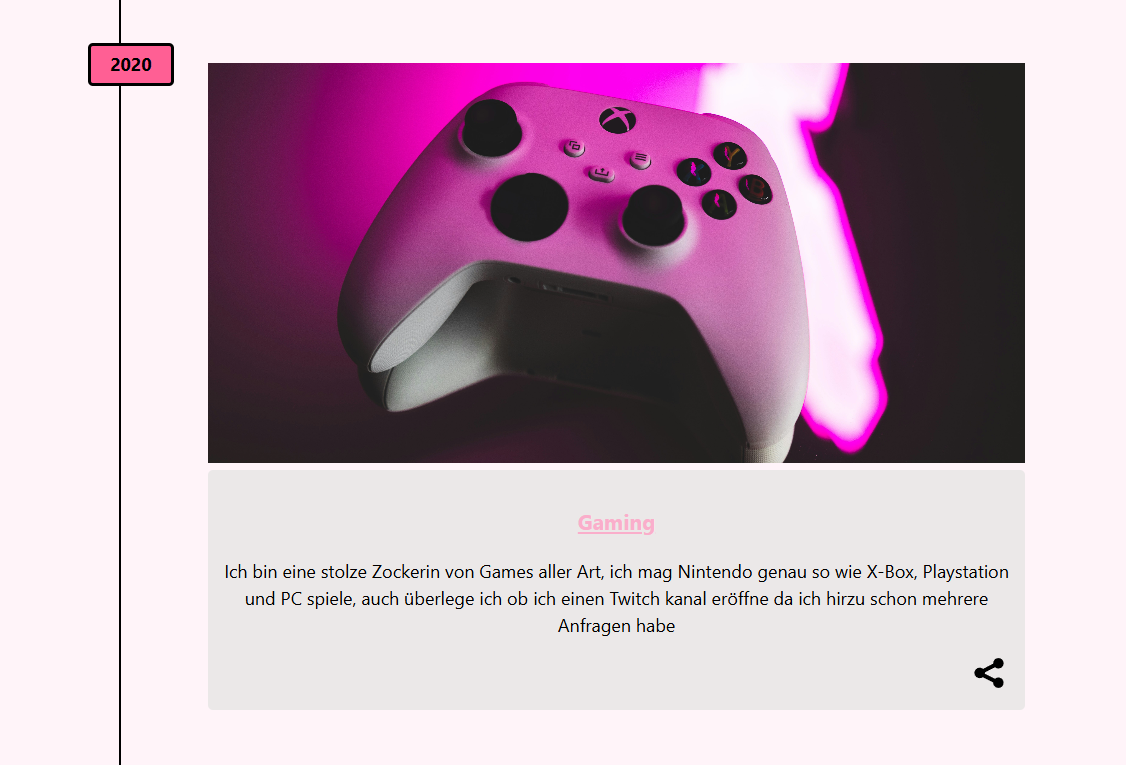 2020
Gaming
Ich bin eine stolze Zockerin von Games aller Art, ich mag Nintendo genau so wie X-Box, Playstation
und PC spiele, auch überlege ich ob ich einen Twitch kanal eröffne da ich hirzu schon mehrere
Anfragen habe